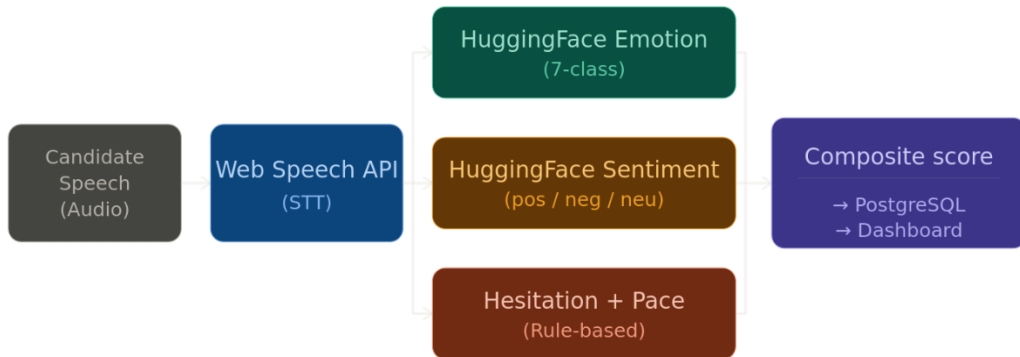 Candidate
Speech
(Audio)
Web Speech API
(STT)
HuggingFace Emotion
(7-class)
HuggingFace Sentiment
(pos / neg / neu)
Hesitation + Pace
(Rule-based)
Composite score
→ PostgreSQL
→ Dashboard